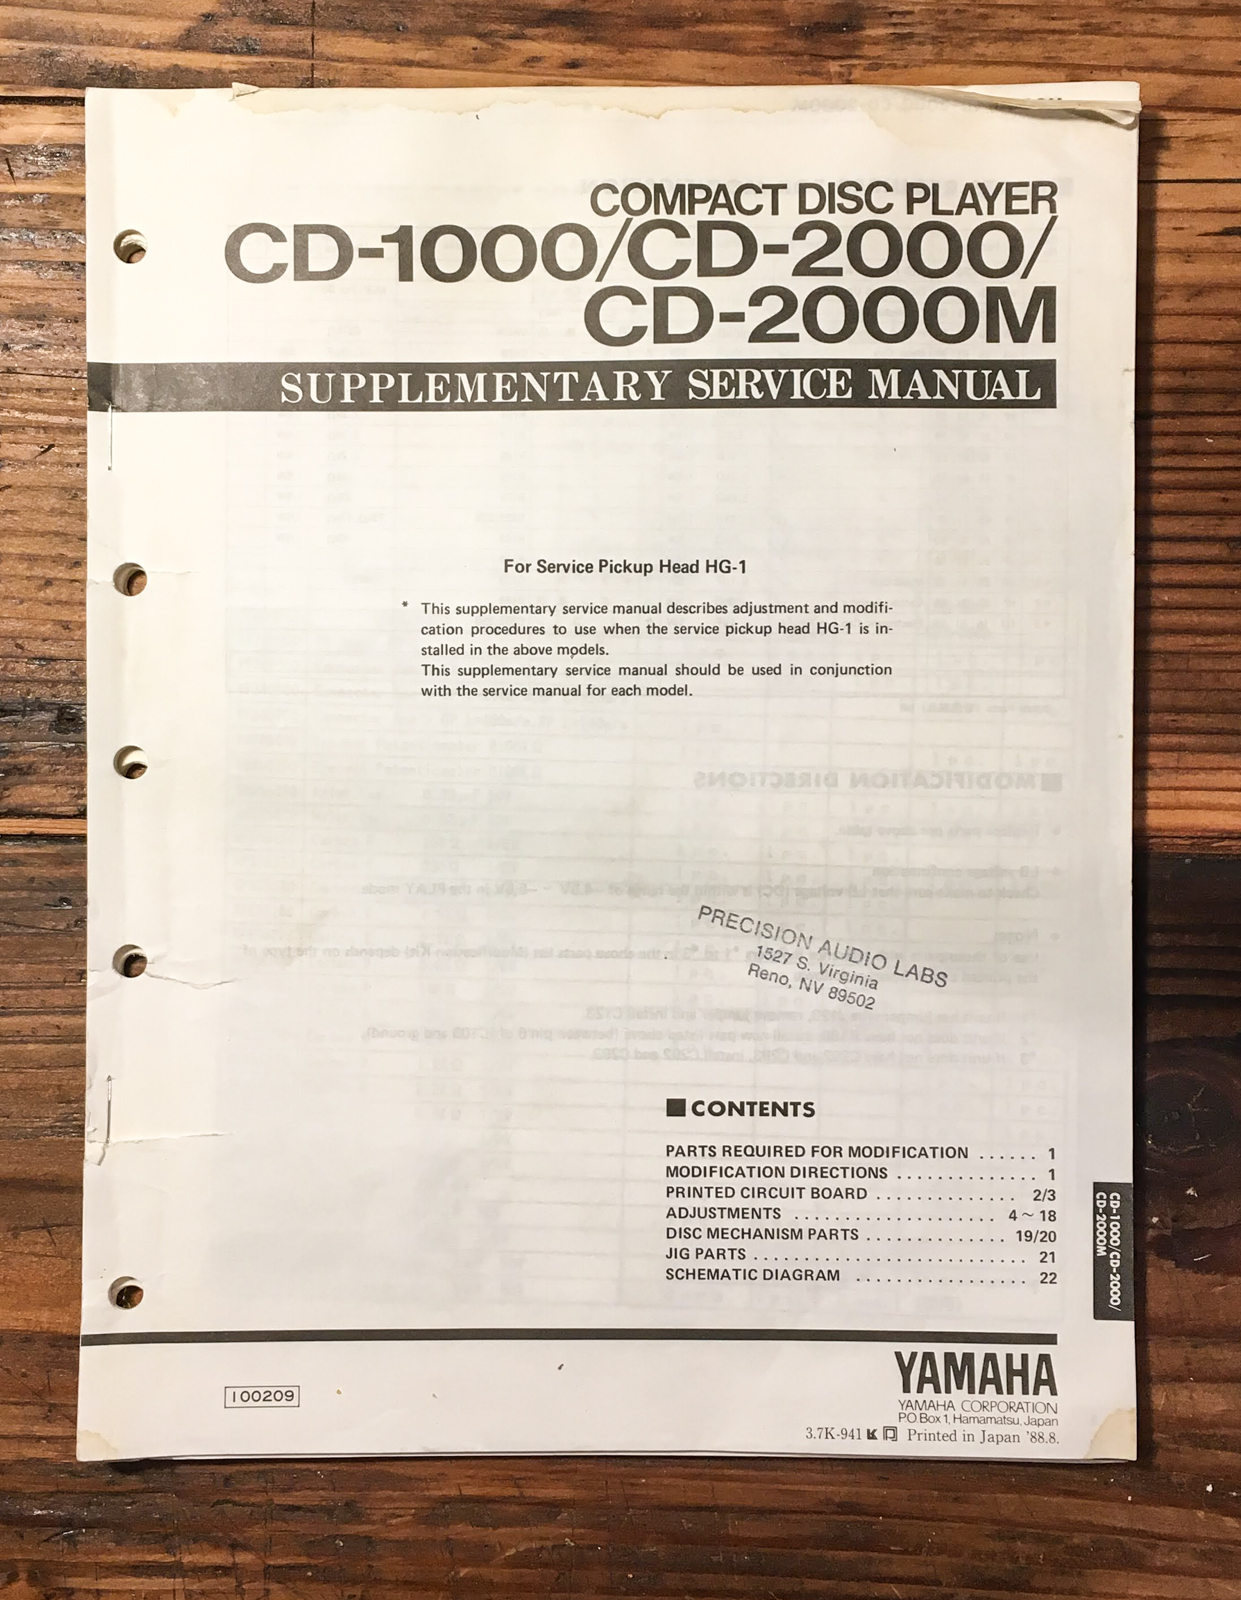 COMPACT DISC PLAYER
CD-1000/CD-2000/
CD-2000M
SUPPLEMENTARY SERVICE MANUAL
For Service Pickup Head HG-1
* This supplementary service manual describes adjustment and modifi-
cation procedures to use when the service pickup head HG-1 is in-
stalled in the above models.
This supplementary service manual should be used in conjunction
with the service manual for each model.
MODIFICATION DIRECTIONS
PRECISION AUDIO LABS
1527 S. Virginia
Reno, NV 89502
■ CONTENTS
PARTS REQUIRED FOR MODIFICATION ...... 1
MODIFICATION DIRECTIONS .............. 1
PRINTED CIRCUIT BOARD .............. 2/3
ADJUSTMENTS .................... 4 ~ 18
DISC MECHANISM PARTS .............. 19/20
JIG PARTS ........................... 21
SCHEMATIC DIAGRAM ................. 22
CD-1000/CD-2000/
CD-2000M
100209
YAMAHA
YAMAHA CORPORATION
P.O.Box 1, Hamamatsu, Japan
3.7K-941 Printed in Japan '88.8.